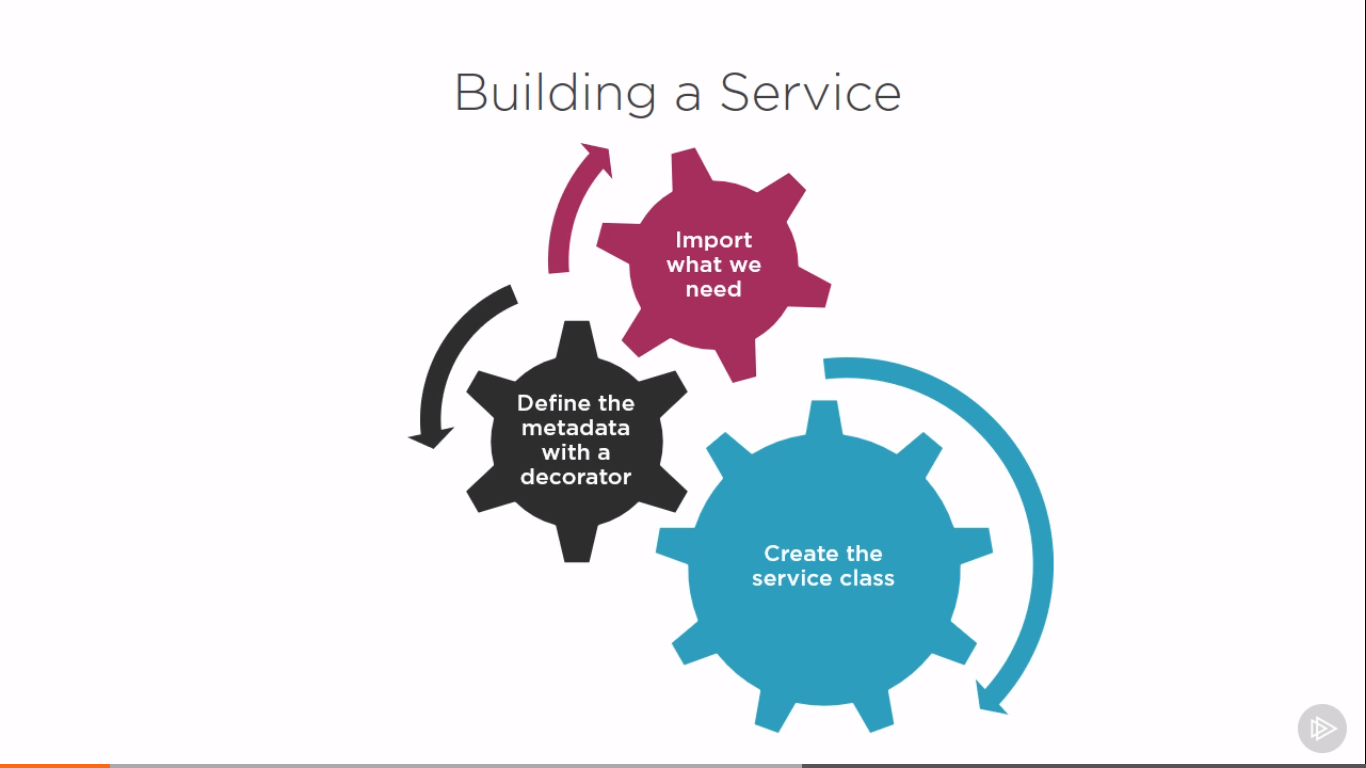 Building a Service
Import
what we
need
Define the
metadata
with a
decorator
Create the
service class